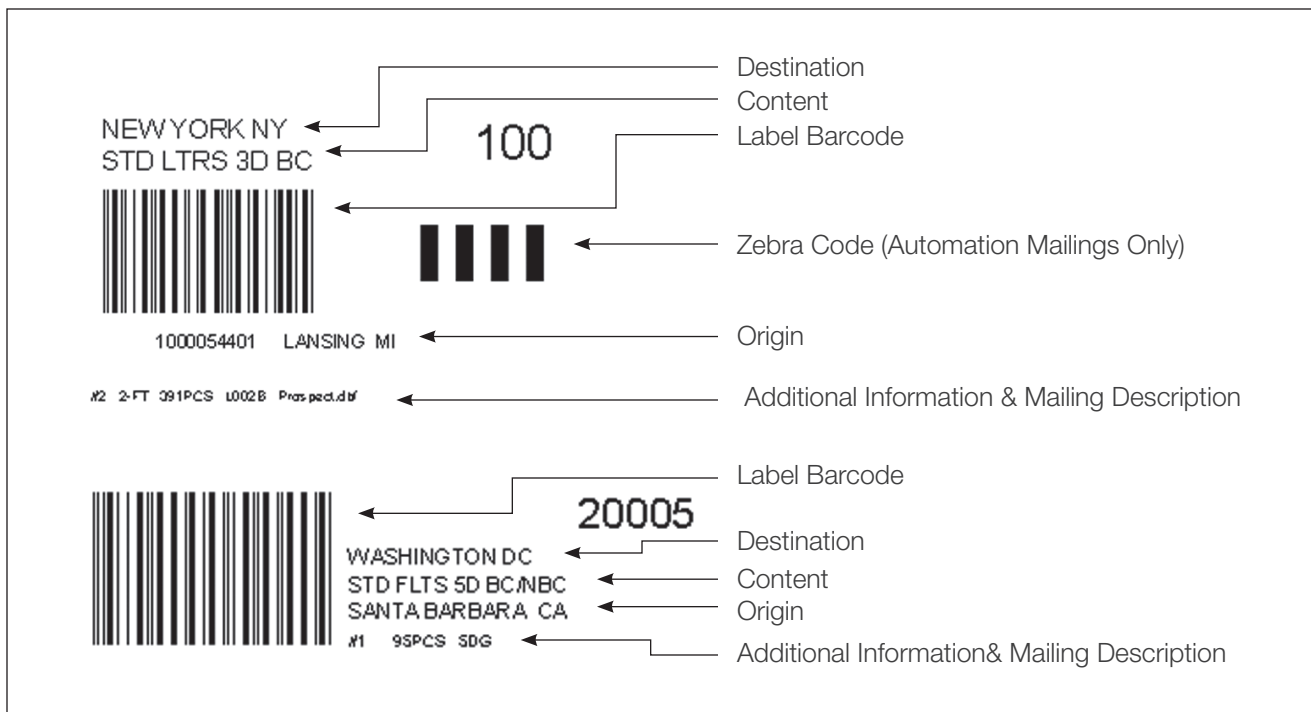 Destination
Content
Label Barcode
NEW YORK NY
STD LTRS 3D BC
100
Zebra Code (Automation Mailings Only)
1000054401 LANSING MI
Origin
#2 2-FT 391PCS L002B Prospect.dbf
Additional Information & Mailing Description
Label Barcode
20005
WASHINGTON DC
Destination
STD FLTS 5D BC/NBC
Content
SANTA BARBARA CA
Origin
#1 95PCS 5DG
Additional Information& Mailing Description